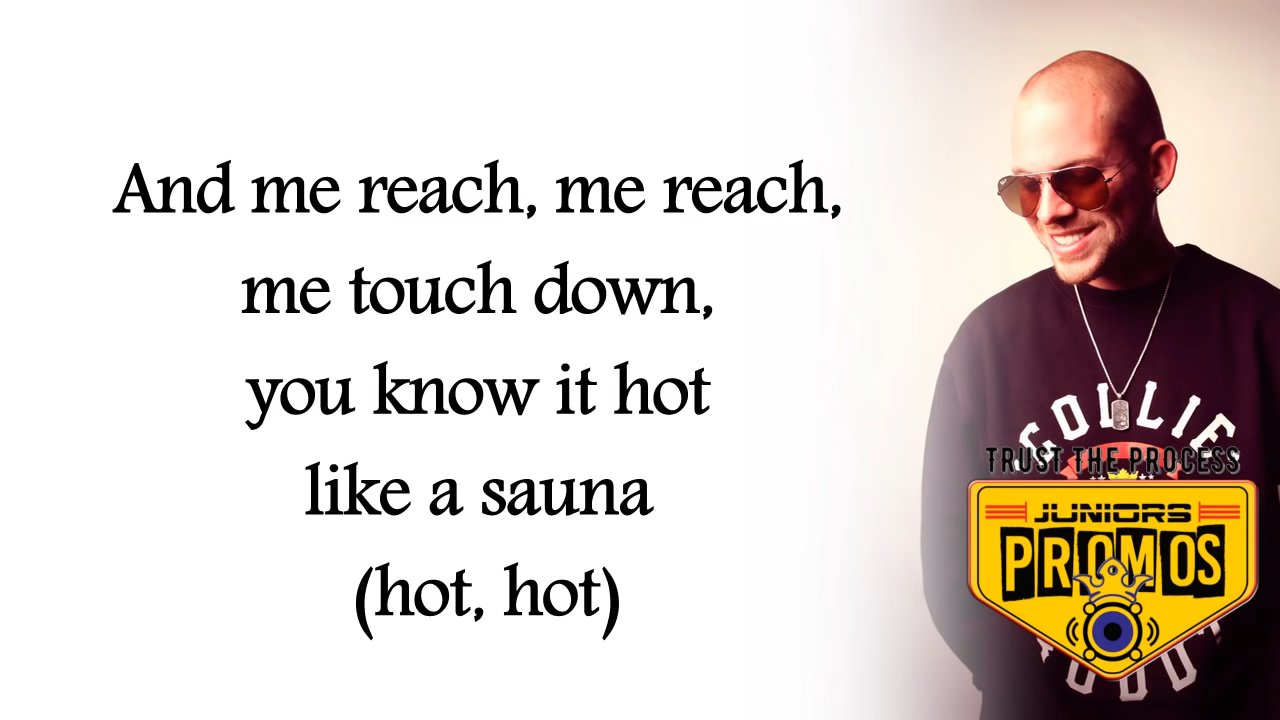 And me reach, me reach,
me touch down,
you know it hot
like a sauna
(hot, hot)
COLLIE
TRUST THE PROCESS
JUNIORS
PROMOS